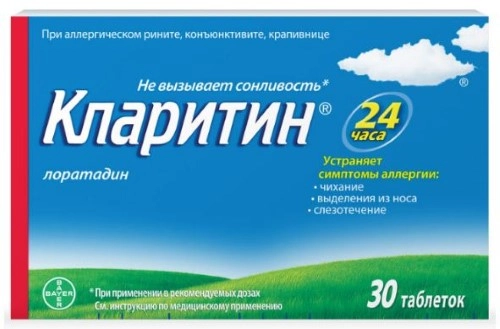 При аллергическом рините, конъюнктивите, крапивнице
Не вызывает сонливость*
Кларитин®
лоратадин
24
часа
®
Устраняет
симптомы аллергии:
• чихание
• выделения из носа
• слезотечение
BAYER
BAYER
*При применении в рекомендуемых дозах
См. инструкцию по медицинскому применению
30 таблеток